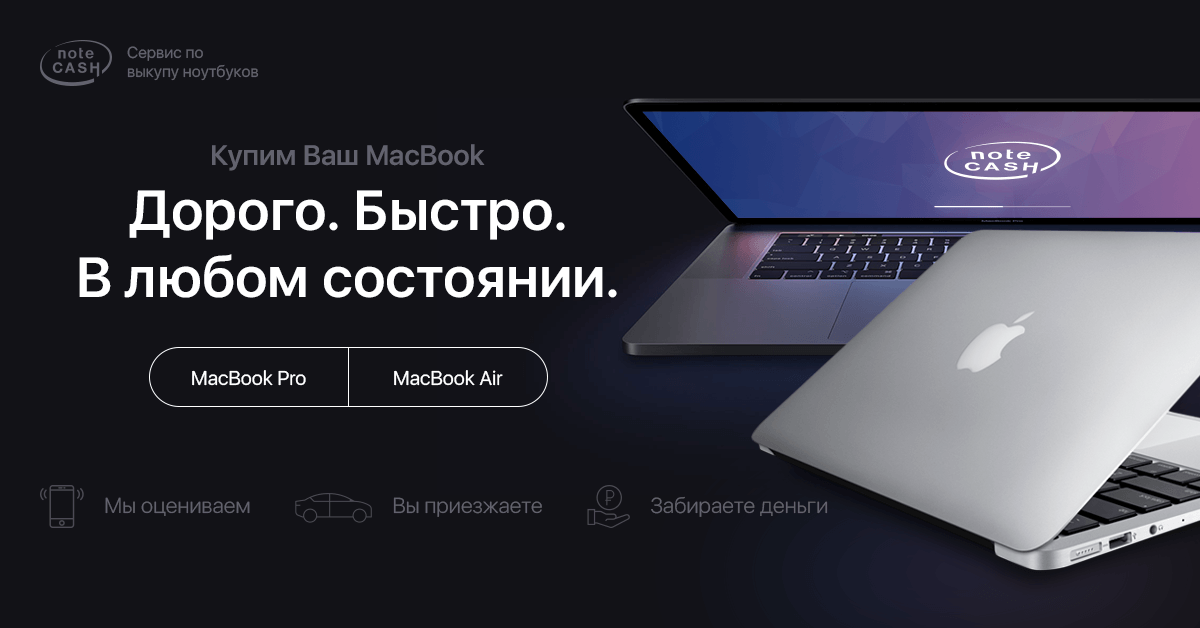 note
CASH
Сервис по
выкупу ноутбуков
Купим Ваш MacBook
Дорого. Быстро.
В любом состоянии.
MacBook Pro
MacBook Air
Мы оцениваем
Вы приезжаете
Забираете деньги
note
CASH